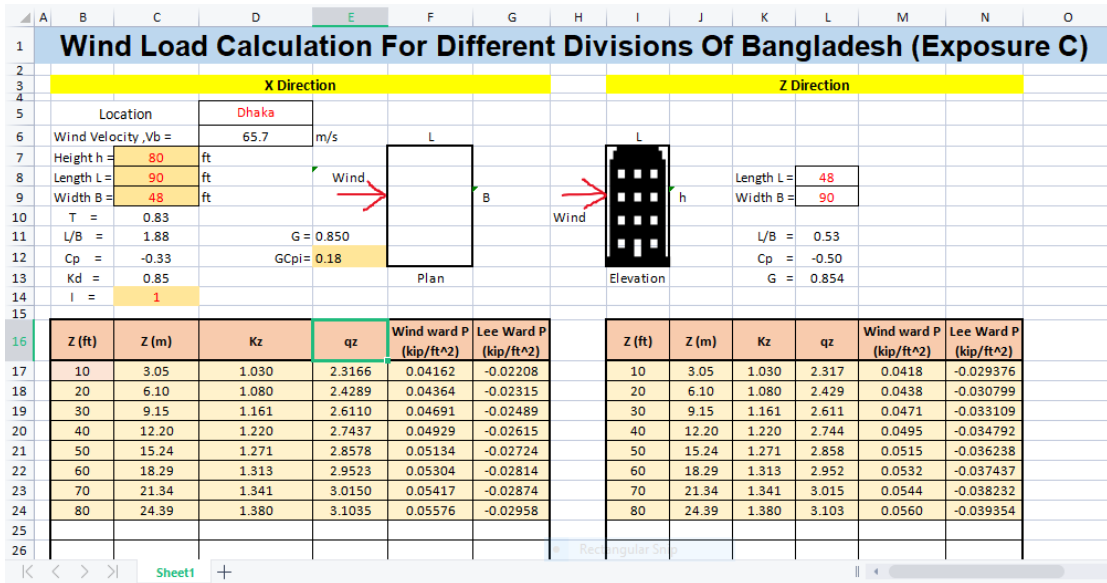 A B C D E F G H I J K L M N O
1 Wind Load Calculation For Different Divisions Of Bangladesh (Exposure C)
2
3 X Direction Z Direction
4
5 Location Dhaka
6 Wind Velocity ,Vb = 65.7 m/s L L
7 Height h = 80 ft
8 Length L = 90 ft Wind Length L = 48
9 Width B = 48 ft B h Width B = 90
10 T = 0.83 Wind
11 L/B = 1.88 G = 0.850 L/B = 0.53
12 Cp = -0.33 GCpi= 0.18 Cp = -0.50
13 Kd = 0.85 Plan Elevation G = 0.854
14 I = 1
15
16 Z (ft) Z (m) Kz qz Wind ward P (kip/ft^2) Lee Ward P (kip/ft^2) Z (ft) Z (m) Kz qz Wind ward P (kip/ft^2) Lee Ward P (kip/ft^2)
17 10 3.05 1.030 2.3166 0.04162 -0.02208 10 3.05 1.030 2.317 0.0418 -0.029376
18 20 6.10 1.080 2.4289 0.04364 -0.02315 20 6.10 1.080 2.429 0.0438 -0.030799
19 30 9.15 1.161 2.6110 0.04691 -0.02489 30 9.15 1.161 2.611 0.0471 -0.033109
20 40 12.20 1.220 2.7437 0.04929 -0.02615 40 12.20 1.220 2.744 0.0495 -0.034792
21 50 15.24 1.271 2.8578 0.05134 -0.02724 50 15.24 1.271 2.858 0.0515 -0.036238
22 60 18.29 1.313 2.9523 0.05304 -0.02814 60 18.29 1.313 2.952 0.0532 -0.037437
23 70 21.34 1.341 3.0150 0.05417 -0.02874 70 21.34 1.341 3.015 0.0544 -0.038232
24 80 24.39 1.380 3.1035 0.05576 -0.02958 80 24.39 1.380 3.103 0.0560 -0.039354
25
26 Rectangular Snip
Sheet1